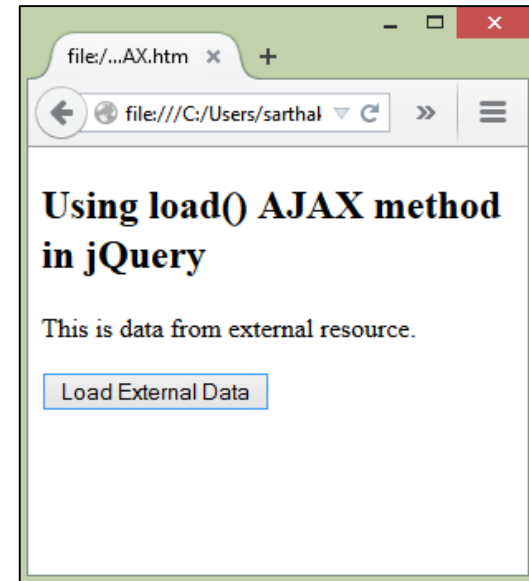 file:/...AX.htm
file:///C:/Users/sarthal
Using load() AJAX method
in jQuery
This is data from external resource.
Load External Data